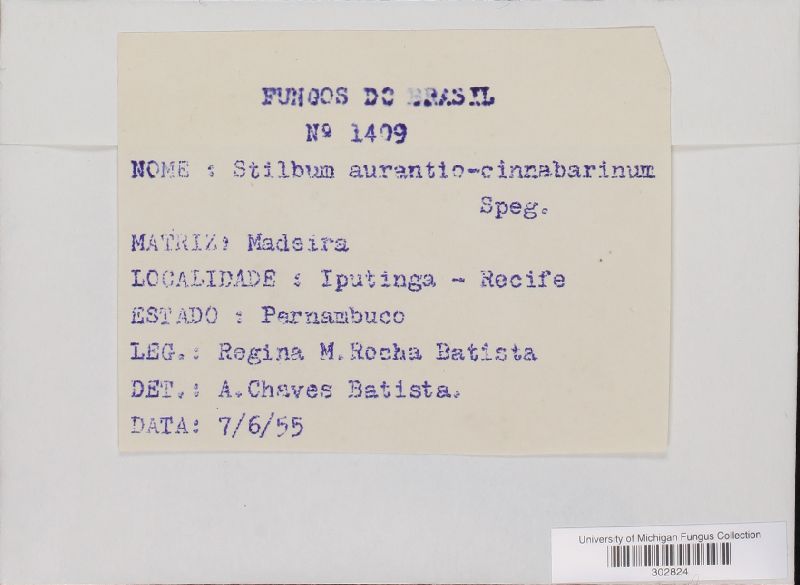 FUNGOS DO BRASIL
Nº 1409
NOME : Stilbum aurantio-cinnabarinum
Speg.
MATRIZ: Madeira
LOCALIDADE : Iputinga - Recife
ESTADO : Pernambuco
LEG.: Regina M.Rocha Batista
DET.: A.Chaves Batista.
DATA: 7/6/55
University of Michigan Fungus Collection
302824